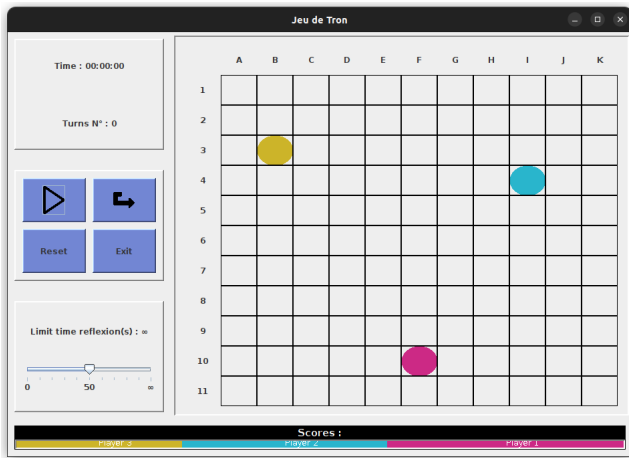 Jeu de Tron
Time : 00:00:00
Turns N° : 0
Reset Exit
Limit time reflexion(s) : ∞
0 50 ∞
A B C D E F G H I J K
1
2
3
4
5
6
7
8
9
10
11
Scores :
Player 3 Player 2 Player 1